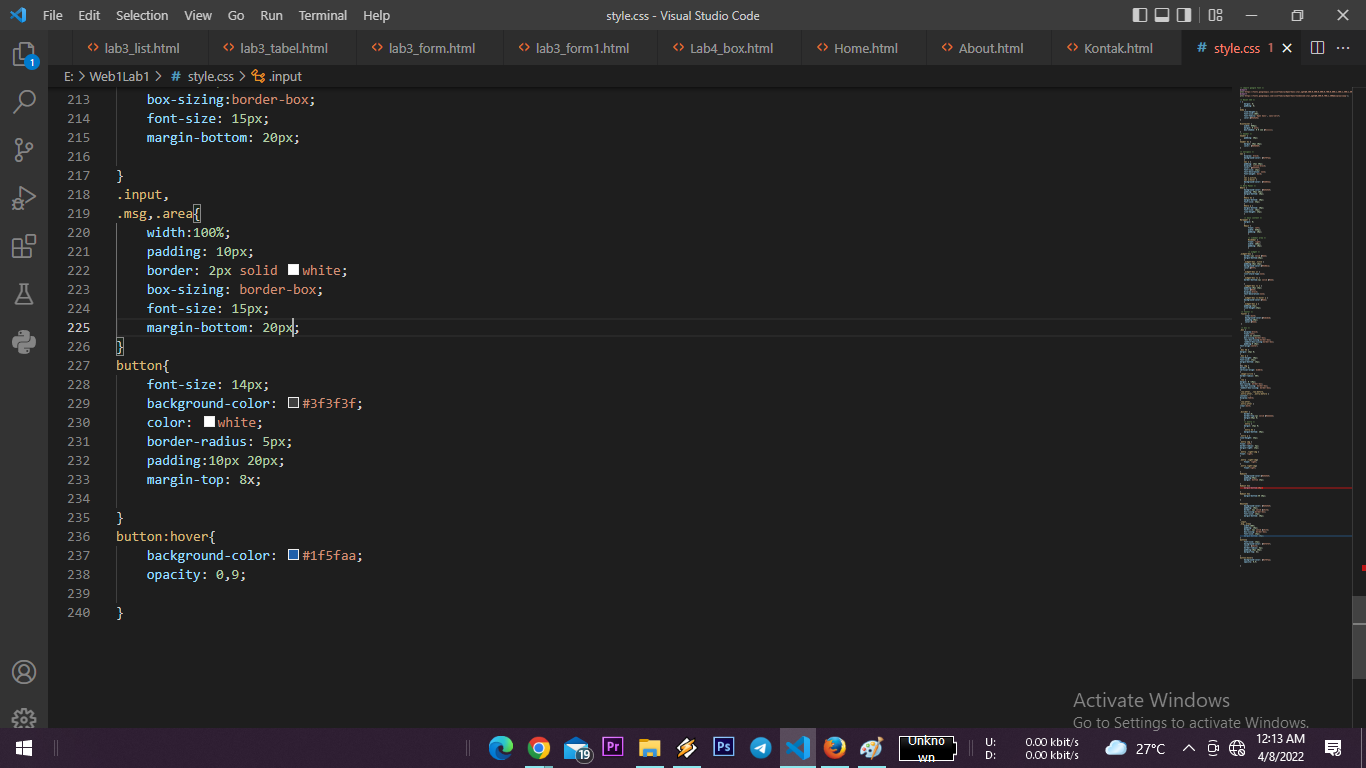 File Edit Selection View Go Run Terminal Help style.css - Visual Studio Code
lab3_list.html lab3_tabel.html lab3_form.html lab3_form1.html Lab4_box.html Home.html About.html Kontak.html # style.css 1
E: > Web1Lab1 > # style.css > .input
213 box-sizing:border-box;
214 font-size: 15px;
215 margin-bottom: 20px;
216
217 }
218 .input,
219 .msg,.area{
220 width:100%;
221 padding: 10px;
222 border: 2px solid white;
223 box-sizing: border-box;
224 font-size: 15px;
225 margin-bottom: 20px;
226 }
227 button{
228 font-size: 14px;
229 background-color: #3f3f3f;
230 color: white;
231 border-radius: 5px;
232 padding:10px 20px;
233 margin-top: 8x;
234
235 }
236 button:hover{
237 background-color: #1f5faa;
238 opacity: 0,9;
239
240 }
1
Activate Windows
Go to Settings to activate Windows.
19
Pr
Ps
Unkno
wn
U: 0.00 kbit/s
D: 0.00 kbit/s
27°C
12:13 AM
4/8/2022